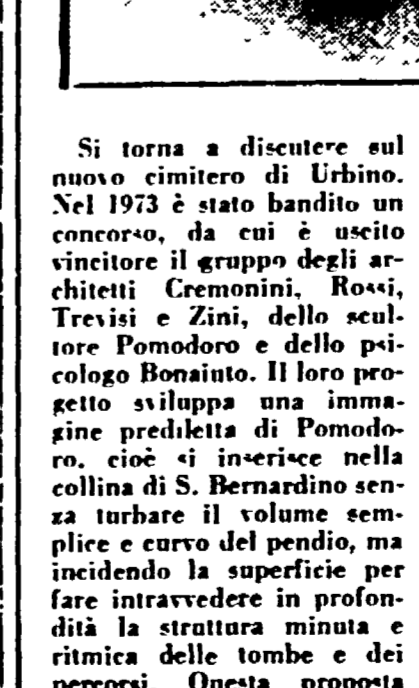 Si torna a discutere sul
nuovo cimitero di Urbino.
Nel 1973 è stato bandito un
concorso, da cui è uscito
vincitore il gruppo degli ar-
chitetti Cremonini, Rossi,
Trevisi e Zini, dello scul-
tore Pomodoro e dello psi-
cologo Bonaiuto. Il loro pro-
getto sviluppa una imma-
gine prediletta di Pomodo-
ro, cioè si inserisce nella
collina di S. Bernardino sen-
za turbare il volume sem-
plice e curvo del pendio, ma
incidendo la superficie per
fare intravvedere in profon-
dità la struttura minuta e
ritmica delle tombe e dei
percorsi. Questa proposta